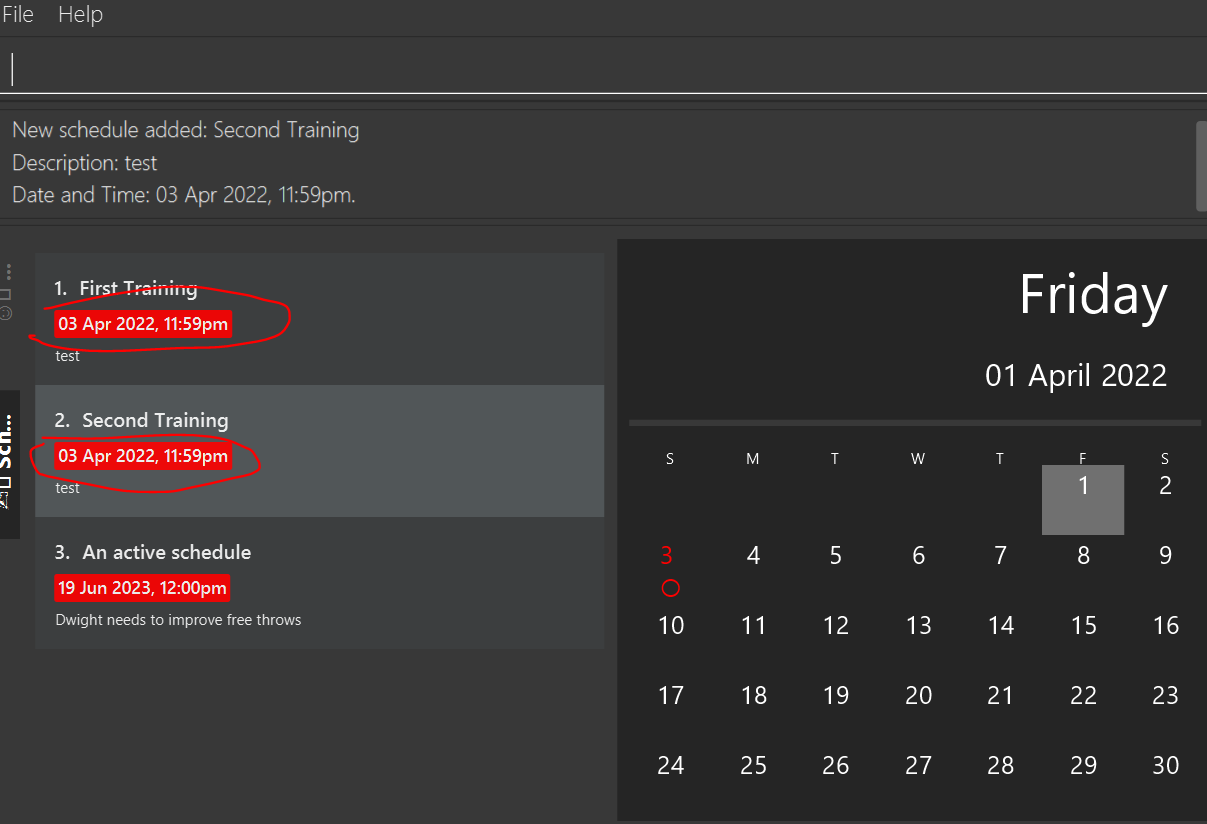 File Help
New schedule added: Second Training
Description: test
Date and Time: 03 Apr 2022, 11:59pm.
Sch...
1. First Training
03 Apr 2022, 11:59pm
test
2. Second Training
03 Apr 2022, 11:59pm
test
3. An active schedule
19 Jun 2023, 12:00pm
Dwight needs to improve free throws
Friday
01 April 2022
S M T W T F S
1 2
3 4 5 6 7 8 9
10 11 12 13 14 15 16
17 18 19 20 21 22 23
24 25 26 27 28 29 30